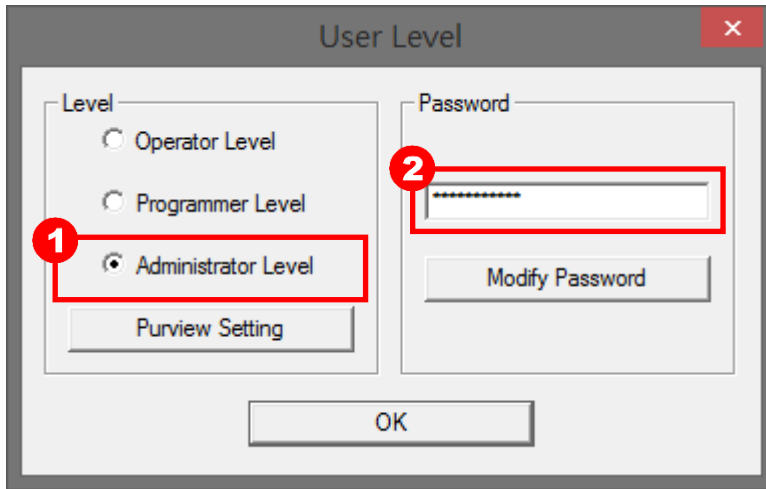 User Level
Level
Operator Level
Programmer Level
1
Administrator Level
Purview Setting
Password
2
***********
Modify Password
OK